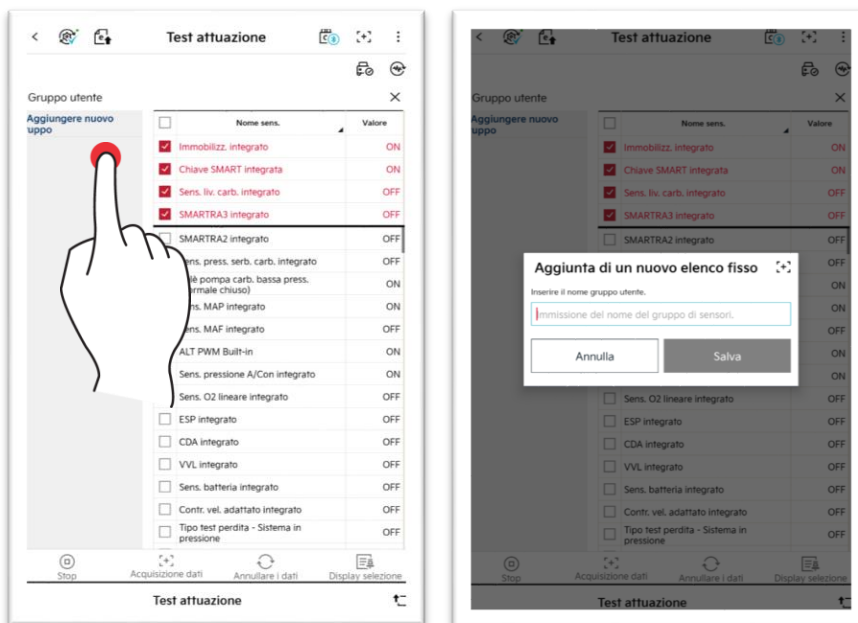 Test attuazione
Gruppo utente
Aggiungere nuovo
uppo
Nome sens.
Valore
Immobilizz. integrato ON
Chiave SMART integrata ON
Sens. liv. carb. integrato OFF
SMARTRA3 integrato OFF
SMARTRA2 integrato OFF
ens. press. serb. carb. integrato OFF
lè pompa carb. bassa press.
ormale chiuso) ON
ns. MAP integrato ON
ens. MAF integrato OFF
ALT PWM Built-in ON
Sens. pressione A/Con integrato ON
Sens. O2 lineare integrato OFF
ESP integrato OFF
CDA integrato OFF
VVL integrato OFF
Sens. batteria integrato OFF
Contr. vel. adattato integrato OFF
Tipo test perdita - Sistema in
pressione OFF
Stop
Acquisizione dati
Annullare i dati
Display selezione
Test attuazione
Test attuazione
Gruppo utente
Aggiungere nuovo
uppo
Nome sens.
Valore
Immobilizz. integrato ON
Chiave SMART integrata ON
Sens. liv. carb. integrato OFF
SMARTRA3 integrato OFF
SMARTRA2 integrato OFF
OFF
Aggiunta di un nuovo elenco fisso
Inserire il nome gruppo utente.
ON
Immissione del nome del gruppo di sensori.
ON
OFF
Annulla
Salva
ON
ON
Sens. O2 lineare integrato OFF
ESP integrato OFF
CDA integrato OFF
VVL integrato OFF
Sens. batteria integrato OFF
Contr. vel. adattato integrato OFF
Tipo test perdita - Sistema in
pressione OFF
Stop
Acquisizione dati
Annullare i dati
Display selezione
Test attuazione